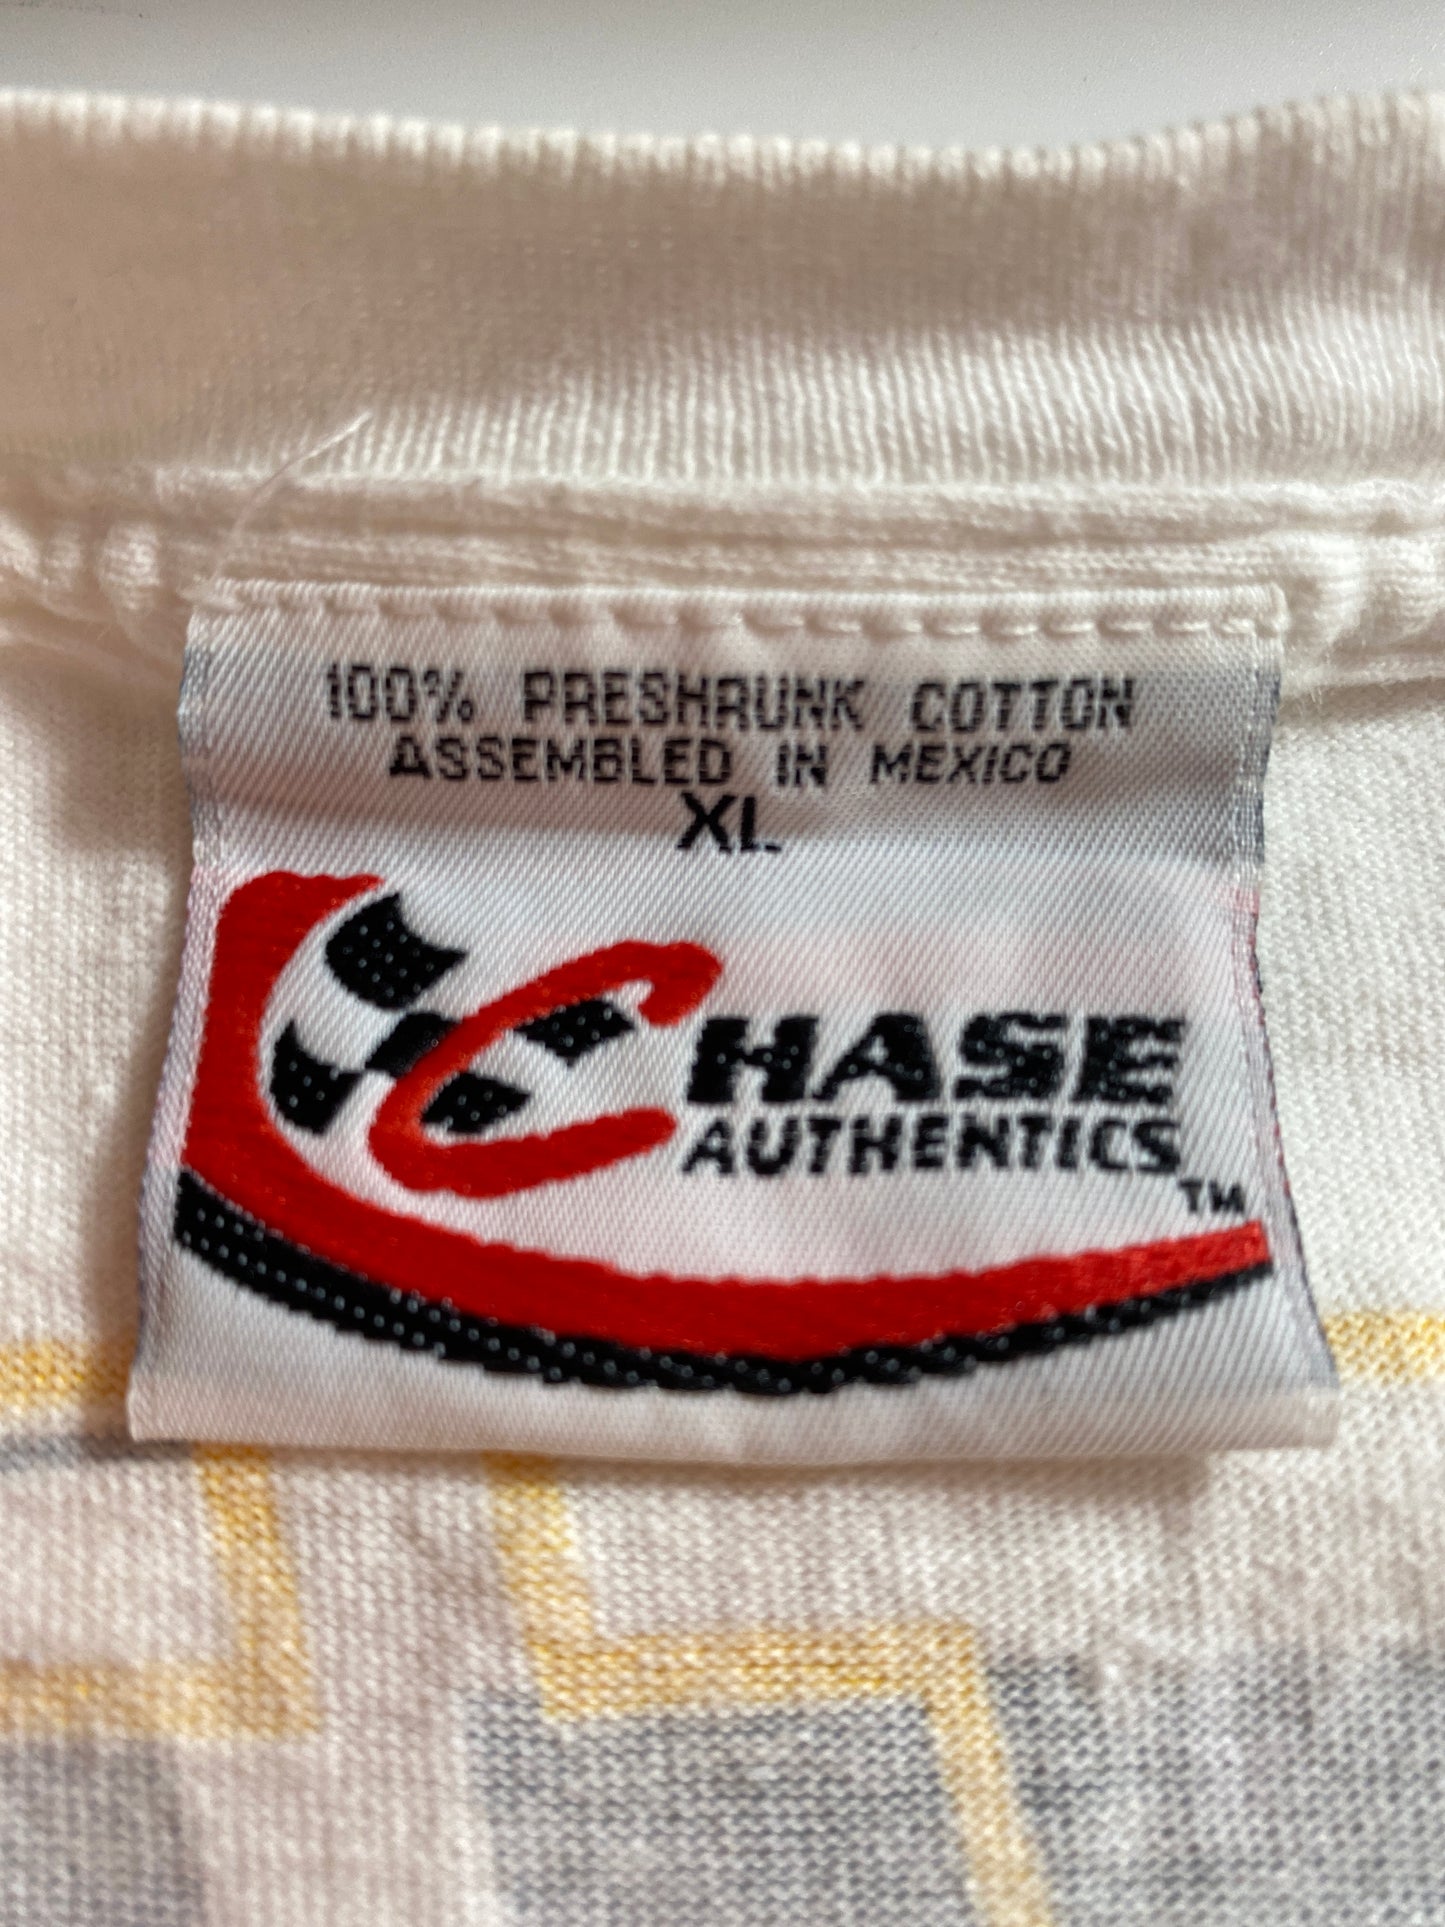 100% PRESHRUNK COTTON
ASSEMBLED IN MEXICO
XL
CHASE
AUTHENTICS
TM